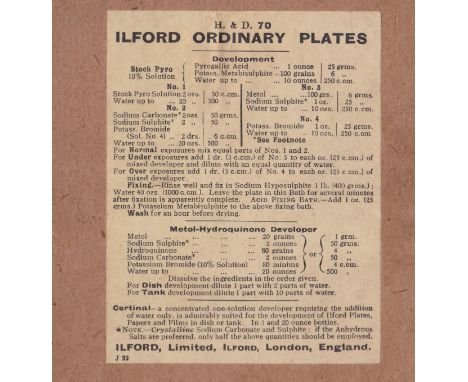 H. & D. 70
ILFORD ORDINARY PLATES
Development
Stock Pyro 10% Solution
Pyrogallic Acid ... 1 ounce 25 grms.
Potass. Metabisulphite ... 100 grains 6 „
Water up to ... ... 10 ounces 250 c.cm.
No. 1
Stock Pyro Solution 2 ozs. 50 c.cm.
Water up to ... 20 „ 500 „
No. 2
Sodium Carbonate* 2 ozs 50 grms.
Sodium Sulphite* 2 „ 50 „
Potass. Bromide
(Sol. No. 4) ... 2 drs. 6 c.cm.
Water up to ... 20 ozs. 500 „
No. 3
Metol ... ... 100 grs. 6 grms.
Sodium Sulphite* 1 oz. 25 „
Water up to ... 10 ozs. 250 c.cm.
No. 4
Potass. Bromide 1 oz. 25 grms.
Water up to ... 10 ozs. 250 c.cm.
*See Footnote
For Normal exposures mix equal parts of Nos. 1 and 2.
For Under exposures add 1 dr. (3 c.cm.) of No. 3 to each oz. (25 c.cm.) of
mixed developer and dilute with an equal quantity of water.
For Over exposures add 1 dr. (3 c.cm.) of No. 4 to each oz. (25 c.cm.) of
mixed developer.
Fixing.—Rinse well and fix in Sodium Hyposulphite 1 lb. (400 grms.);
Water 40 ozs. (1000 c.cm.). Leave the plate in this Bath for several minutes
after fixation is apparently complete. ACID FIXING BATH.—Add 1 oz. (25
grms.) Potassium Metabisulphite to the above fixing bath.
Wash for an hour before drying.
Metol-Hydroquinone Developer
Metol ... ... ... 20 grains 1 grm.
Sodium Sulphite* ... ... 2 ounces 50 grms.
Hydroquinone ... ... 80 grains 4 „
Sodium Carbonate* ... ... 2 ounces or 50 „
Potassium Bromide (10% Solution) 80 minims 4 c.cm.
Water up to ... ... 20 ounces 500 „
Dissolve the ingredients in the order given.
For Dish development dilute 1 part with 2 parts of water.
For Tank development dilute 1 part with 10 parts of water.
Certinal—a concentrated one-solution developer requiring the addition
of water only, is admirably suited for the development of Ilford Plates,
Papers and Films in dish or tank. In 3 and 20 ounce bottles.
★NOTE.—Crystalline Sodium Carbonate and Sulphite; if the Anhydrous
Salts are preferred, only half the above quantities should be employed.
ILFORD, Limited, ILFORD, London, England.
J 22